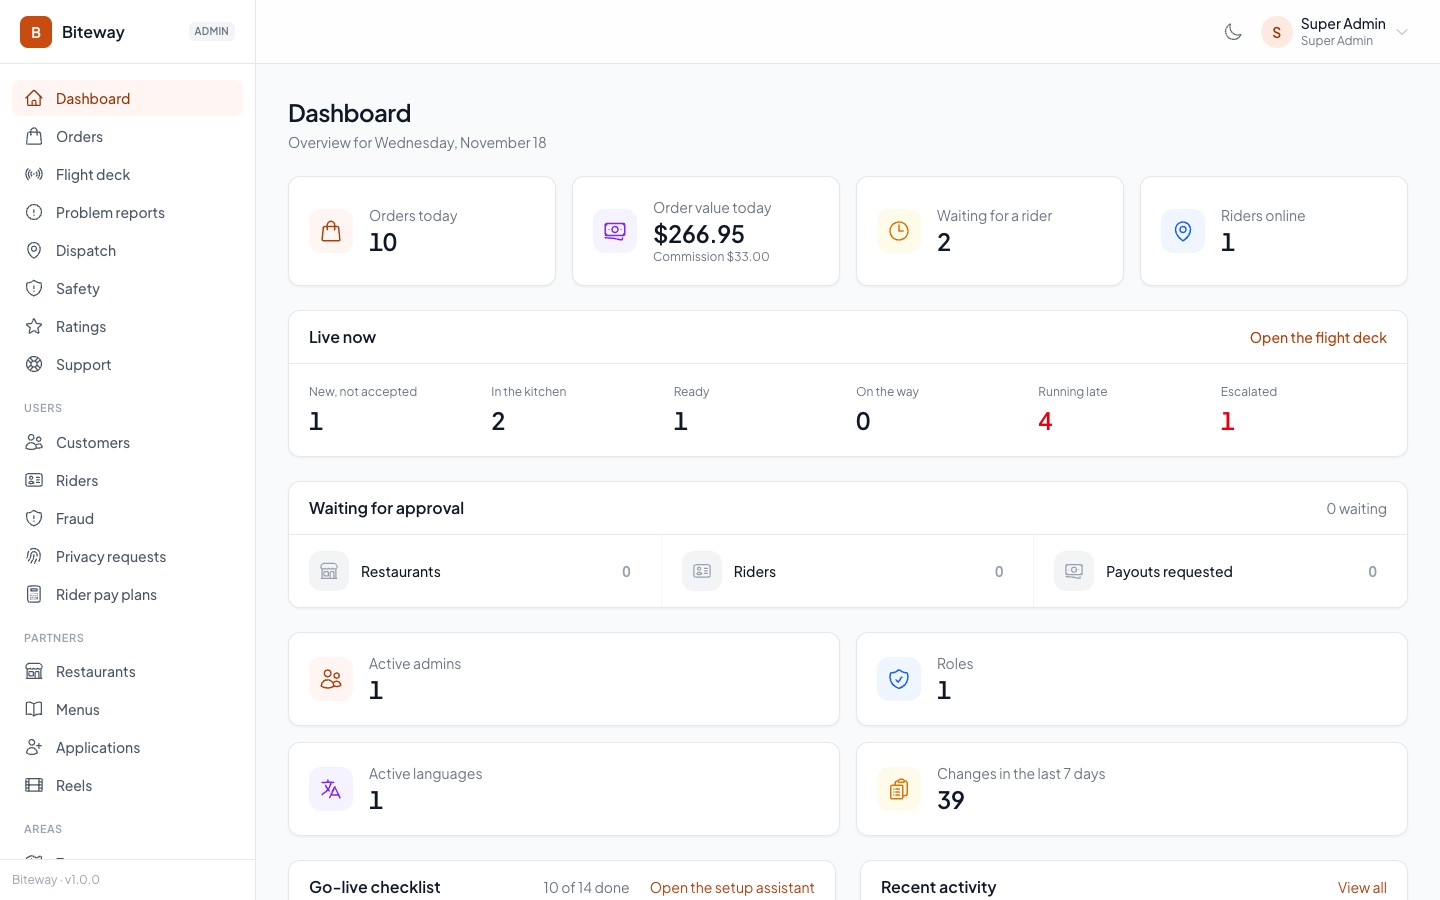 B Biteway ADMIN
S Super Admin
Super Admin
Dashboard
Orders
Flight deck
Problem reports
Dispatch
Safety
Ratings
Support
USERS
Customers
Riders
Fraud
Privacy requests
Rider pay plans
PARTNERS
Restaurants
Menus
Applications
Reels
AREAS
Biteway · v1.0.0
Dashboard
Overview for Wednesday, November 18
Orders today
10
Order value today
$266.95
Commission $33.00
Waiting for a rider
2
Riders online
1
Live now Open the flight deck
New, not accepted
1
In the kitchen
2
Ready
1
On the way
0
Running late
4
Escalated
1
Waiting for approval 0 waiting
Restaurants 0
Riders 0
Payouts requested 0
Active admins
1
Roles
1
Active languages
1
Changes in the last 7 days
39
Go-live checklist 10 of 14 done Open the setup assistant
Recent activity View all